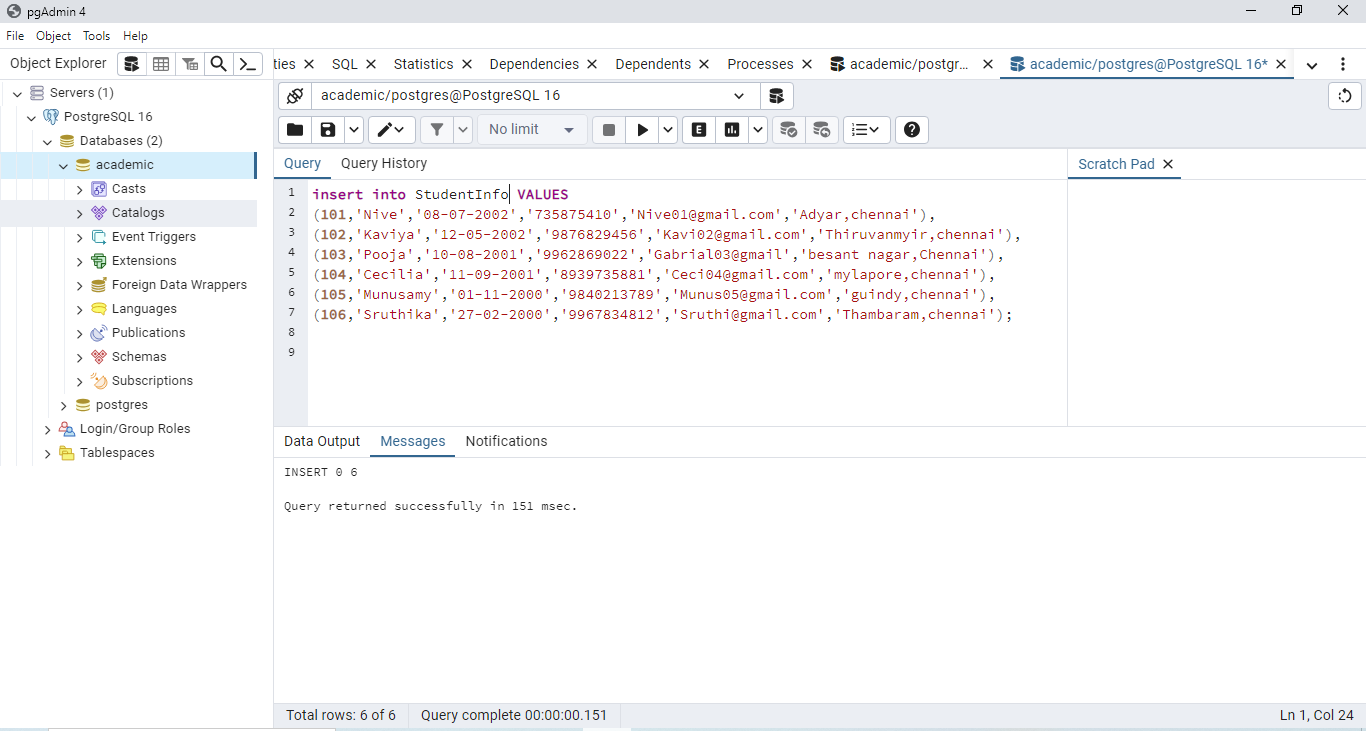 pgAdmin 4
File Object Tools Help
Object Explorer
ties SQL Statistics Dependencies Dependents Processes academic/postgr... academic/postgres@PostgreSQL 16*
Servers (1)
PostgreSQL 16
Databases (2)
academic
Casts
Catalogs
Event Triggers
Extensions
Foreign Data Wrappers
Languages
Publications
Schemas
Subscriptions
postgres
Login/Group Roles
Tablespaces
academic/postgres@PostgreSQL 16
No limit
E
Query Query History
Scratch Pad
1 insert into StudentInfo VALUES
2 (101,'Nive','08-07-2002','735875410','Nive01@gmail.com','Adyar,chennai'),
3 (102,'Kaviya','12-05-2002','9876829456','Kavi02@gmail.com','Thiruvanmyir,chennai'),
4 (103,'Pooja','10-08-2001','9962869022','Gabrial03@gmail','besant nagar,Chennai'),
5 (104,'Cecilia','11-09-2001','8939735881','Ceci04@gmail.com','mylapore,chennai'),
6 (105,'Munusamy','01-11-2000','9840213789','Munus05@gmail.com','guindy,chennai'),
7 (106,'Sruthika','27-02-2000','9967834812','Sruthi@gmail.com','Thambaram,chennai');
8
9
Data Output Messages Notifications
INSERT 0 6
Query returned successfully in 151 msec.
Total rows: 6 of 6 Query complete 00:00:00.151 Ln 1, Col 24